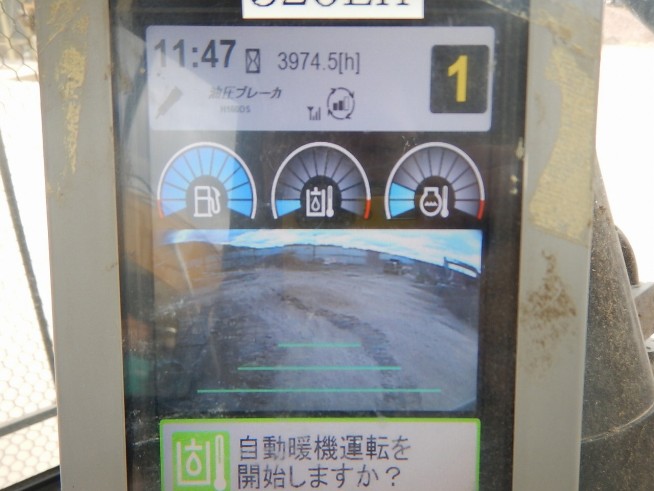 11:47 3974.5[h]
1
油圧ブレーカ
自動暖機運転を
開始しますか?